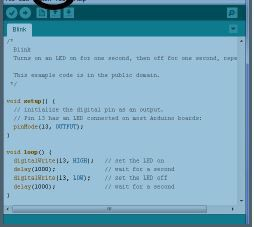 Blink
/*
Blink
Turns on an LED on for one second, then off for one second, repe
This example code is in the public domain.
*/
void setup() {
// initialize the digital pin as an output.
// Pin 13 has an LED connected on most Arduino boards:
pinMode(13, OUTPUT);
}
void loop() {
digitalWrite(13, HIGH); // set the LED on
delay(1000); // wait for a second
digitalWrite(13, LOW); // set the LED off
delay(1000); // wait for a second
}